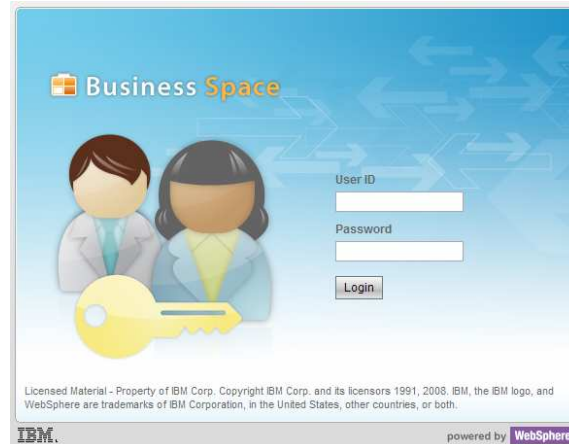 Business Space
User ID
Password
Login
Licensed Material - Property of IBM Corp. Copyright IBM Corp. and its licensors 1991, 2008. IBM, the IBM logo, and
WebSphere are trademarks of IBM Corporation, in the United States, other countries, or both.
IBM.
powered by WebSphere